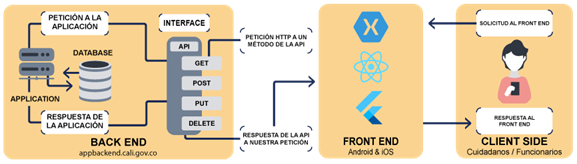 PETICIÓN A LA
APLICACIÓN
DATABASE
APPLICATION
RESPUESTA DE
LA APLICACIÓN
BACK END
appbackend.cali.gov.co
INTERFACE
API
GET
POST
PUT
DELETE
PETICIÓN HTTP A UN
MÉTODO DE LA API
RESPUESTA DE LA API
A NUESTRA PETICIÓN
FRONT END
Android & iOS
SOLICITUD AL FRONT END
RESPUESTA AL
FRONT END
CLIENT SIDE
Cuidadanos / Funcionarios